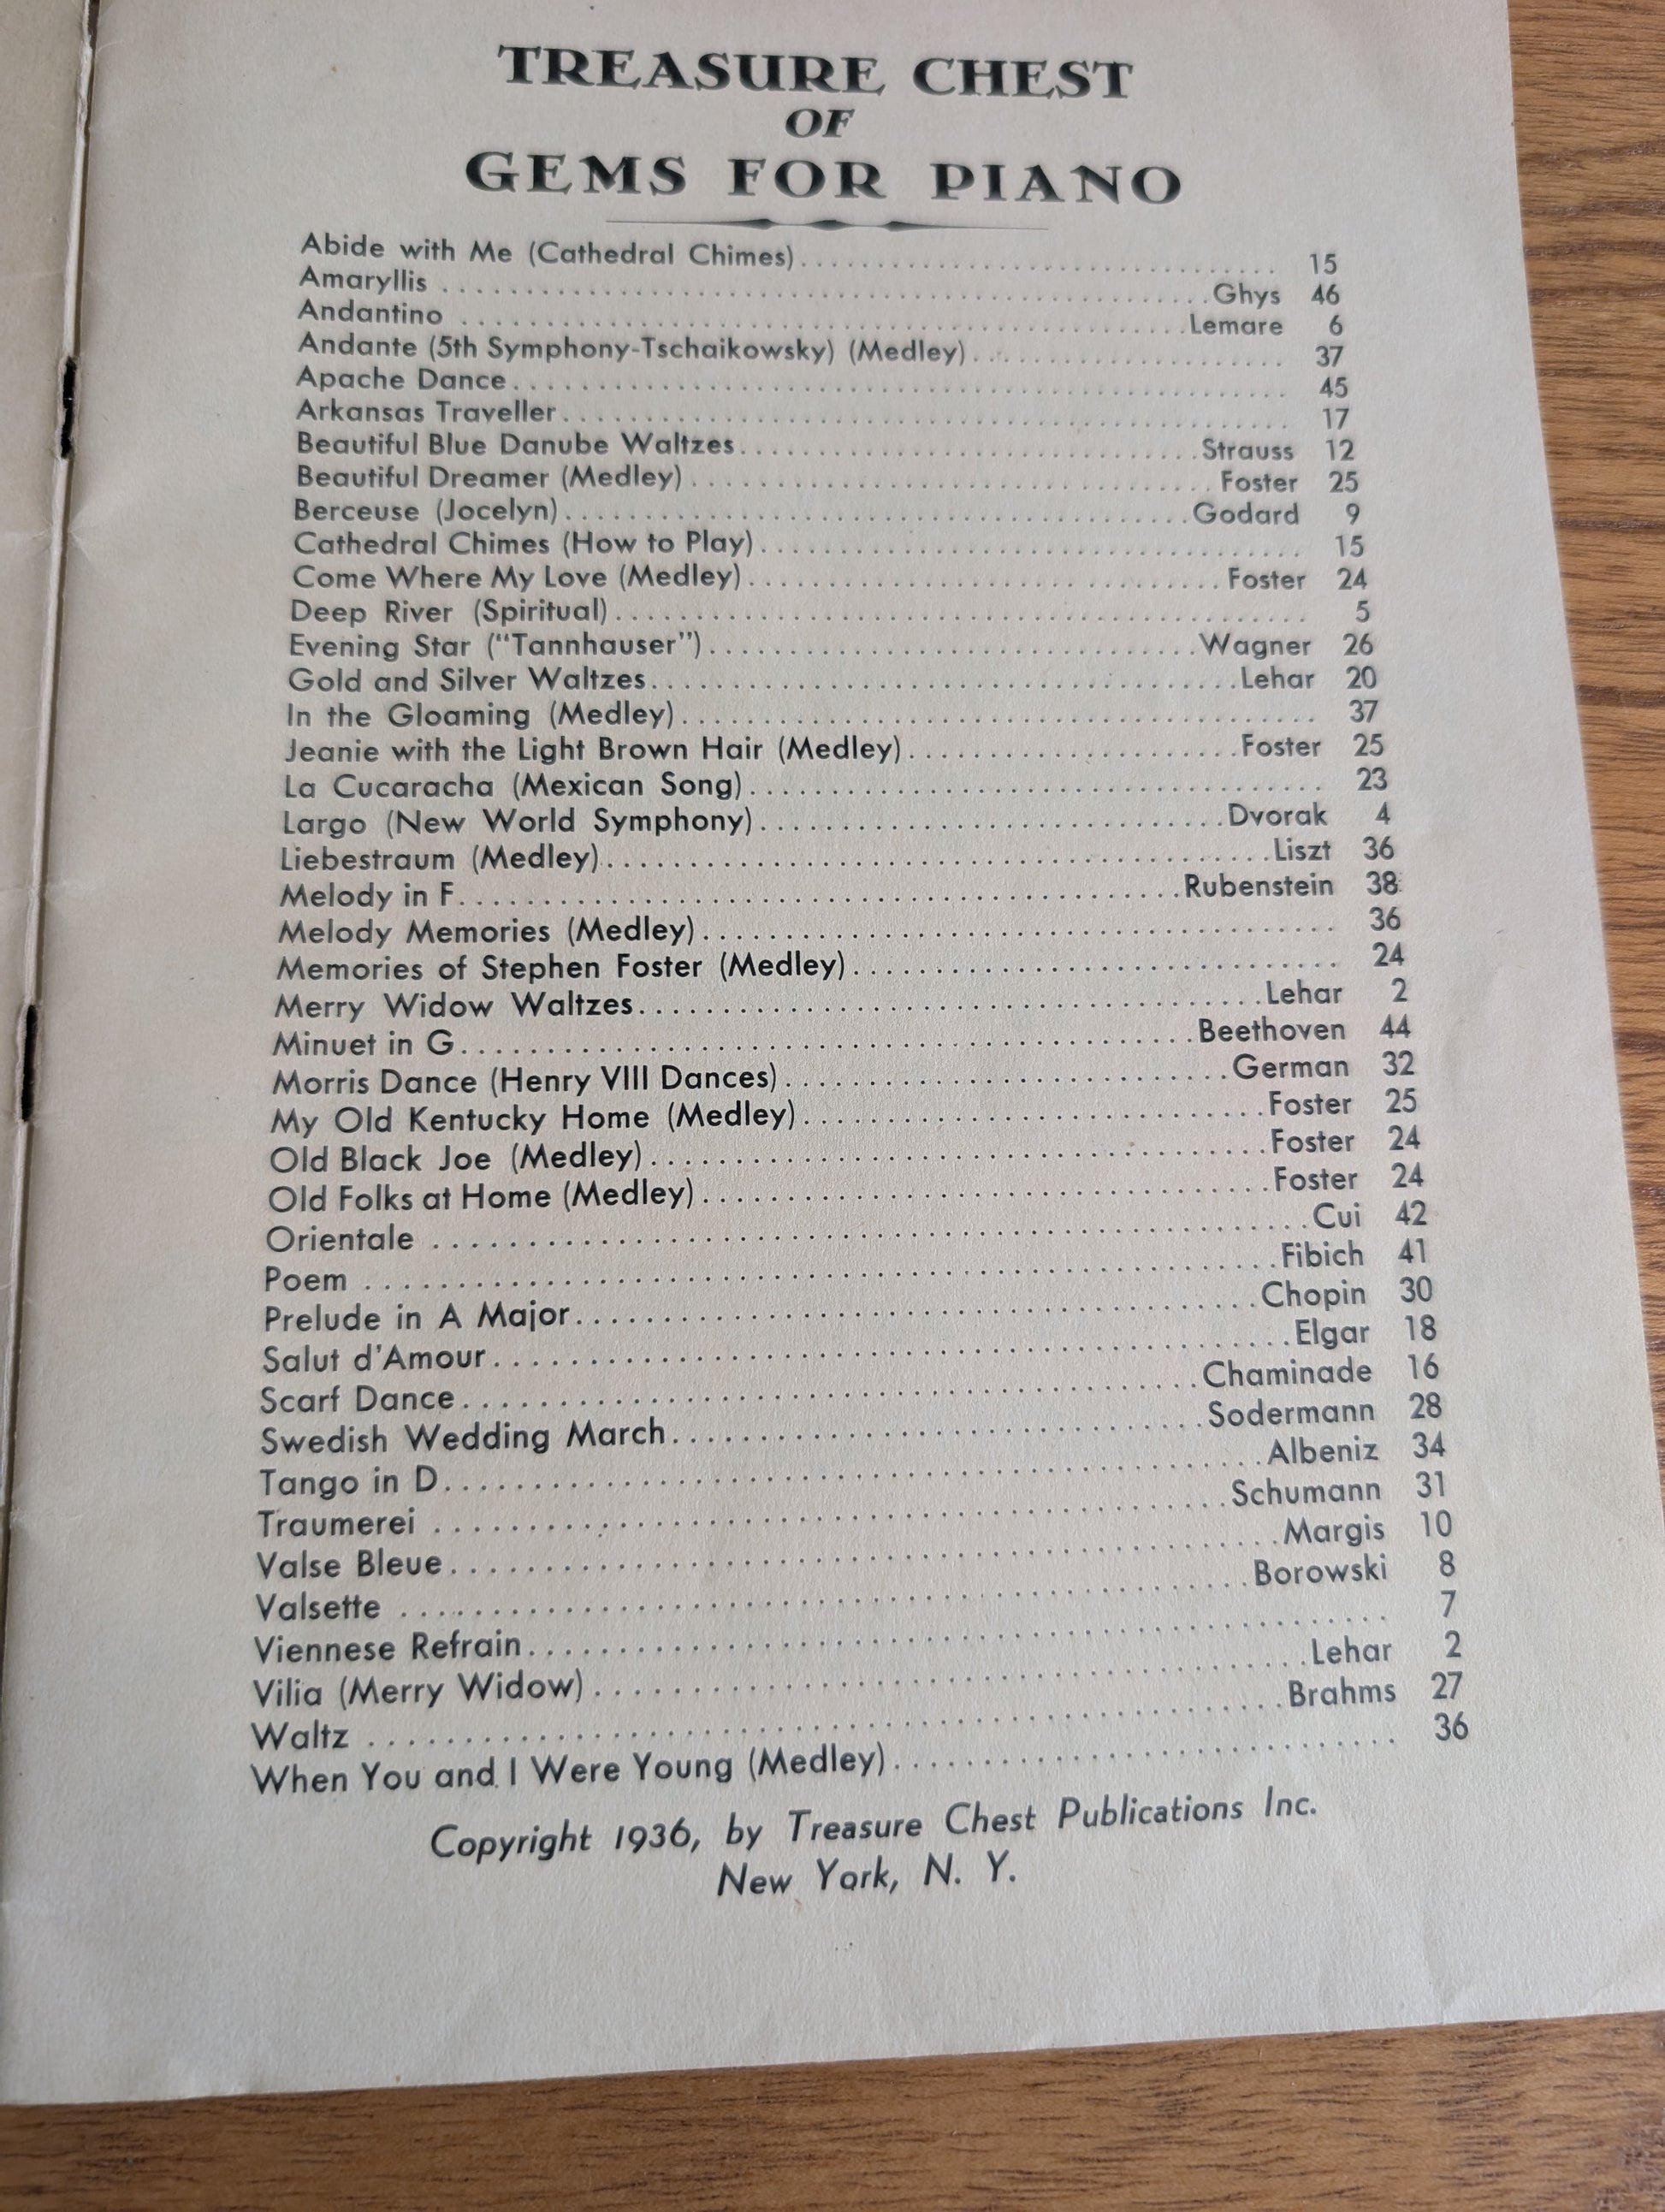 TREASURE CHEST
OF
GEMS FOR PIANO
Abide with Me (Cathedral Chimes).................................. 15
Amaryllis ..................................Ghys 46
Andantino ..................................Lemare 6
Andante (5th Symphony-Tschaikowsky) (Medley).................. 37
Apache Dance.................................. 45
Arkansas Traveller.................................. 17
Beautiful Blue Danube Waltzes..................................Strauss 12
Beautiful Dreamer (Medley)..................................Foster 25
Berceuse (Jocelyn)..................................Godard 9
Cathedral Chimes (How to Play).................................. 15
Come Where My Love (Medley)..................................Foster 24
Deep River (Spiritual).................................. 5
Evening Star ("Tannhauser")..................................Wagner 26
Gold and Silver Waltzes..................................Lehar 20
In the Gloaming (Medley).................................. 37
Jeanie with the Light Brown Hair (Medley)......................Foster 25
La Cucaracha (Mexican Song).................................. 23
Largo (New World Symphony)..................................Dvorak 4
Liebestraum (Medley)..................................Liszt 36
Melody in F..................................Rubenstein 38
Melody Memories (Medley).................................. 36
Memories of Stephen Foster (Medley).............................. 24
Merry Widow Waltzes..................................Lehar 2
Minuet in G..................................Beethoven 44
Morris Dance (Henry VIII Dances)............................German 32
My Old Kentucky Home (Medley)............................Foster 25
Old Black Joe (Medley)..................................Foster 24
Old Folks at Home (Medley)..................................Foster 24
Orientale ..................................Cui 42
Poem ..................................Fibich 41
Prelude in A Major..................................Chopin 30
Salut d'Amour..................................Elgar 18
Scarf Dance..................................Chaminade 16
Swedish Wedding March..................................Sodermann 28
Tango in D..................................Albeniz 34
Traumerei ..................................Schumann 31
Valse Bleue..................................Margis 10
Valsette ..................................Borowski 8
Viennese Refrain.................................. 7
Vilia (Merry Widow)..................................Lehar 2
Waltz ..................................Brahms 27
When You and I Were Young (Medley).............................. 36
Copyright 1936, by Treasure Chest Publications Inc.
New York, N. Y.